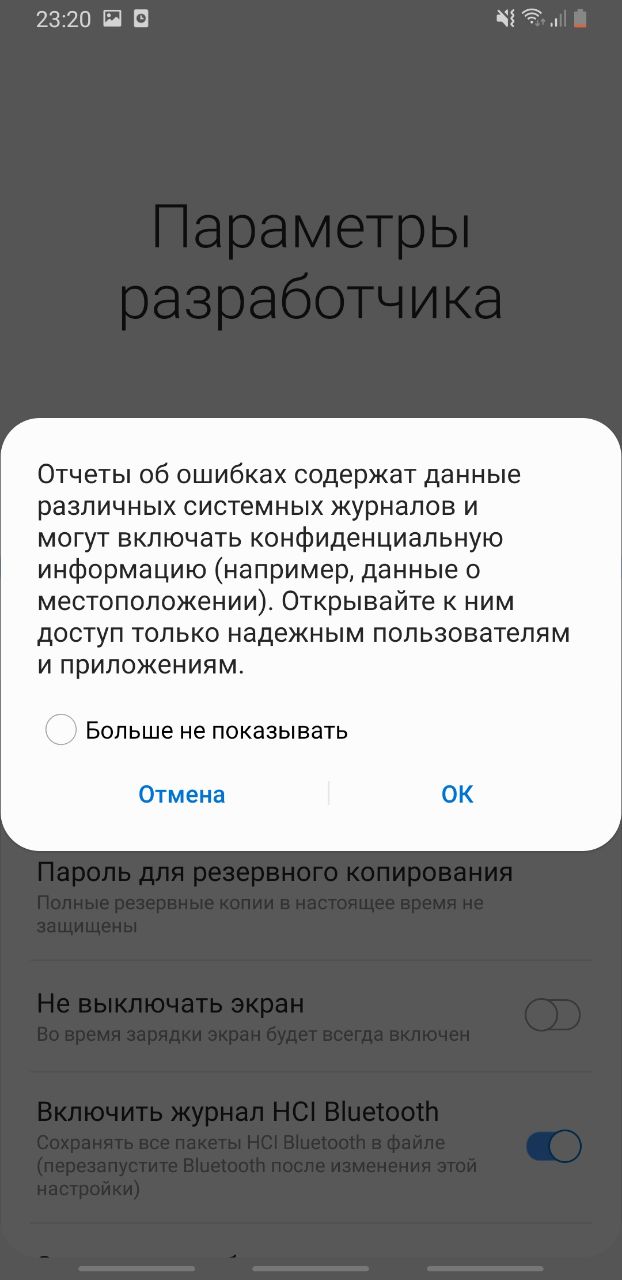 23:20
Параметры
разработчика
Отчеты об ошибках содержат данные
различных системных журналов и
могут включать конфиденциальную
информацию (например, данные о
местоположении). Открывайте к ним
доступ только надежным пользователям
и приложениям.
Больше не показывать
Отмена
ОК
Пароль для резервного копирования
Полные резервные копии в настоящее время не
защищены
Не выключать экран
Во время зарядки экран будет всегда включен
Включить журнал HCI Bluetooth
Сохранять все пакеты HCI Bluetooth в файле
(перезапустите Bluetooth после изменения этой
настройки)